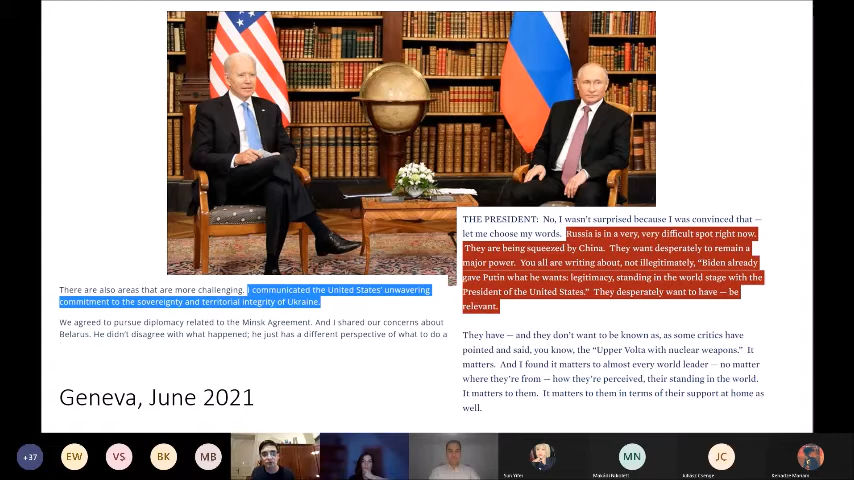 There are also areas that are more challenging. I communicated the United States' unwavering
commitment to the sovereignty and territorial integrity of Ukraine.
We agreed to pursue diplomacy related to the Minsk Agreement. And I shared our concerns about
Belarus. He didn't disagree with what happened; he just has a different perspective of what to do a
Geneva, June 2021
THE PRESIDENT: No, I wasn't surprised because I was convinced that —
let me choose my words. Russia is in a very, very difficult spot right now.
They are being squeezed by China. They want desperately to remain a
major power. You all are writing about, not illegitimately, "Biden already
gave Putin what he wants: legitimacy, standing in the world stage with the
President of the United States." They desperately want to have — be
relevant.
They have — and they don't want to be known as, as some critics have
pointed and said, you know, the "Upper Volta with nuclear weapons." It
matters. And I found it matters to almost every world leader — no matter
where they're from — how they're perceived, their standing in the world.
It matters to them. It matters to them in terms of their support at home as
well.
+37
EW
VS
BK
MB
Sun Yifei
MN
Makádi Nikolett
JC
Juhász Csenge
Kenadze Mariam